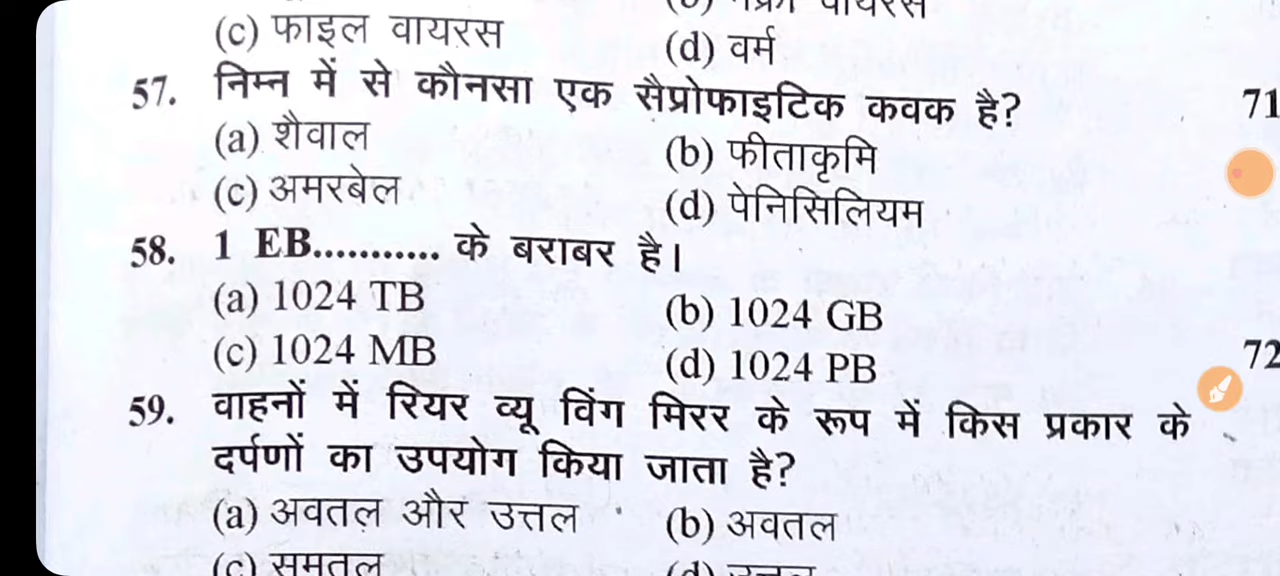 (c) फाइल वायरस
(d) वर्म
57. निम्न में से कौनसा एक सैप्रोफाइटिक कवक है?
(a) शैवाल
(b) फीताकृमि
(c) अमरबेल
(d) पेनिसिलियम
58. 1 EB............ के बराबर है।
(a) 1024 TB
(b) 1024 GB
(c) 1024 MB
(d) 1024 PB
59. वाहनों में रियर व्यू विंग मिरर के रूप में किस प्रकार के
दर्पणों का उपयोग किया जाता है?
(a) अवतल और उत्तल
(b) अवतल
(c) समतल
71
72